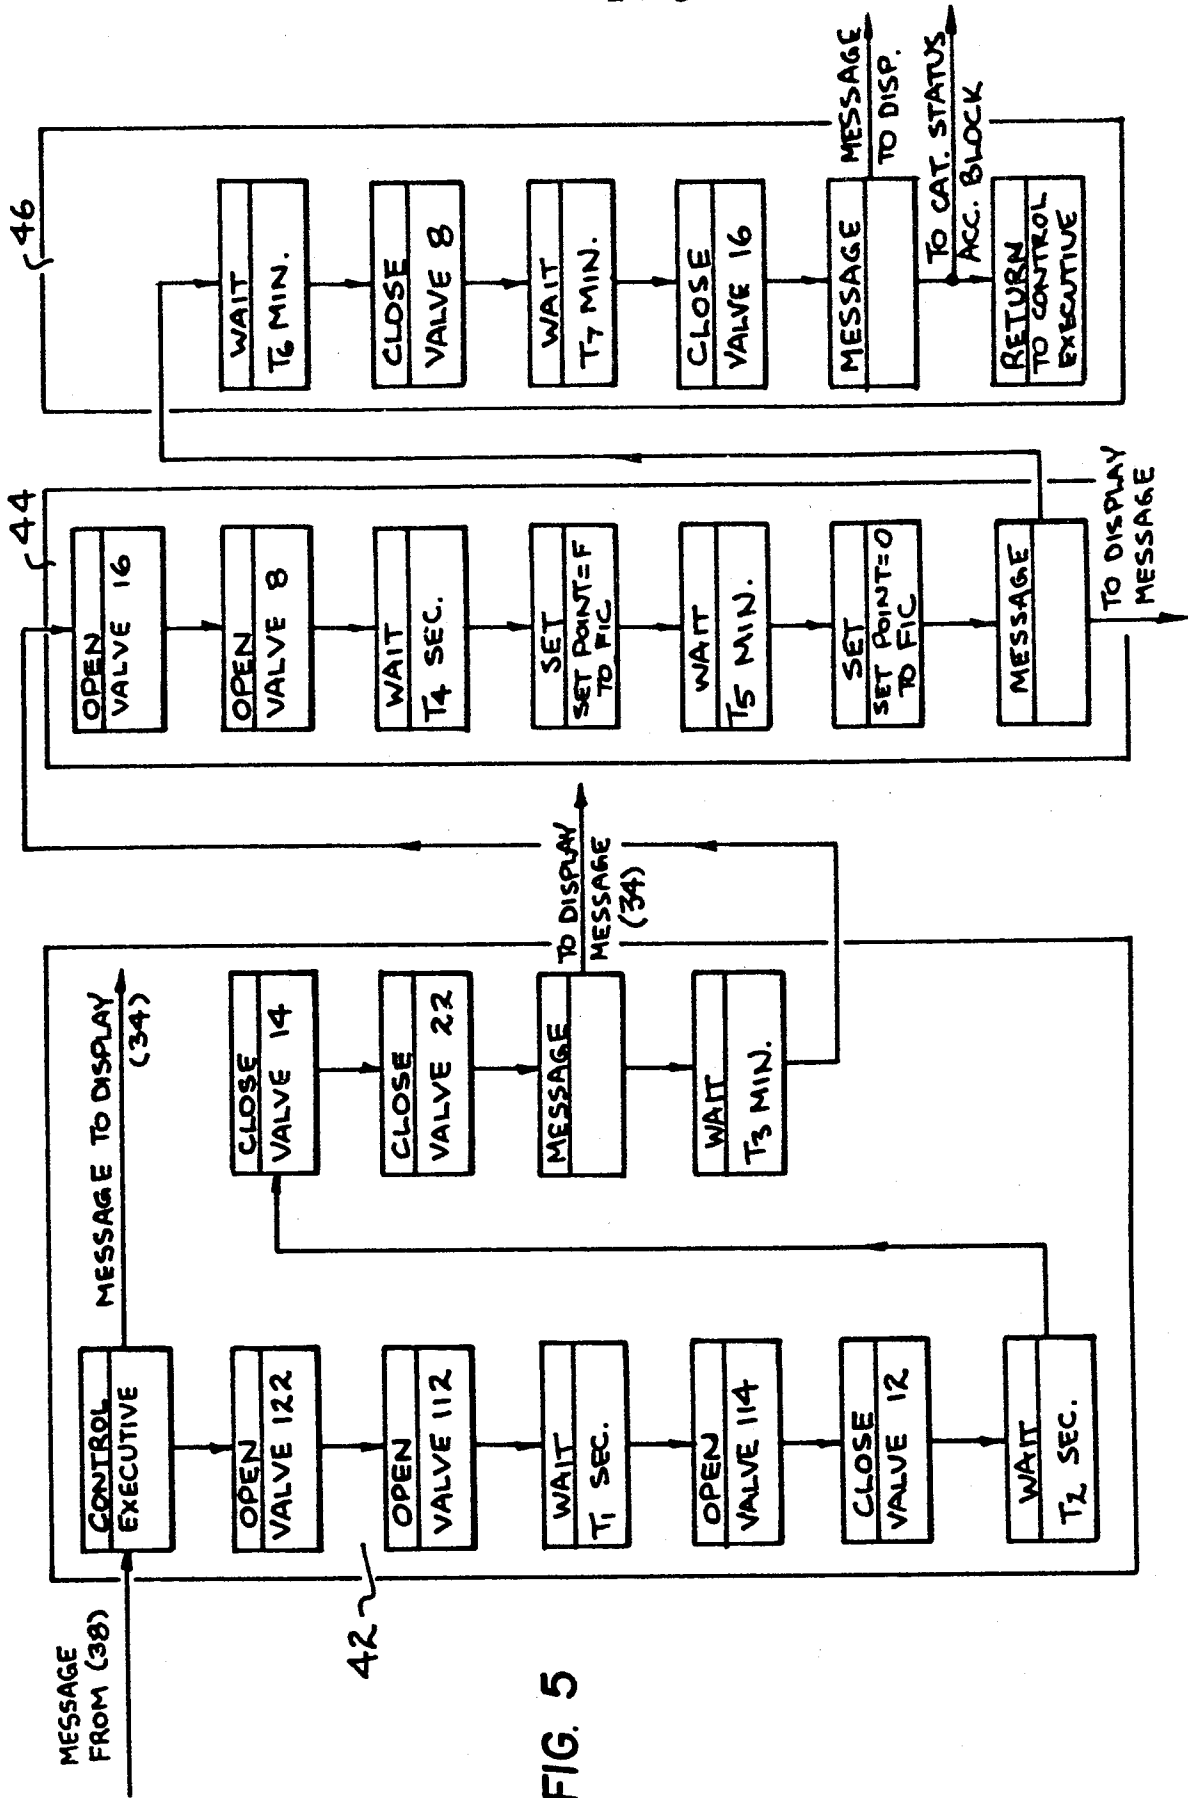 MESSAGE
FROM (38)
CONTROL
EXECUTIVE
MESSAGE TO DISPLAY
(34)
OPEN
VALVE 122
OPEN
VALVE 112
WAIT
T1 SEC.
OPEN
VALVE 114
CLOSE
VALVE 12
WAIT
T2 SEC.
42
CLOSE
VALVE 14
CLOSE
VALVE 22
MESSAGE
TO DISPLAY
MESSAGE
(34)
WAIT
T3 MIN.
44
OPEN
VALVE 16
OPEN
VALVE 8
WAIT
T4 SEC.
SET
SET POINT=F
TO FIC
WAIT
T5 MIN.
SET
SET POINT=O
TO FIC
MESSAGE
TO DISPLAY
MESSAGE
46
WAIT
T6 MIN.
CLOSE
VALVE 8
WAIT
T7 MIN.
CLOSE
VALVE 16
MESSAGE
MESSAGE
TO DISP.
TO CAT. STATUS
ACC. BLOCK
RETURN
TO CONTROL
EXECUTIVE
FIG. 5